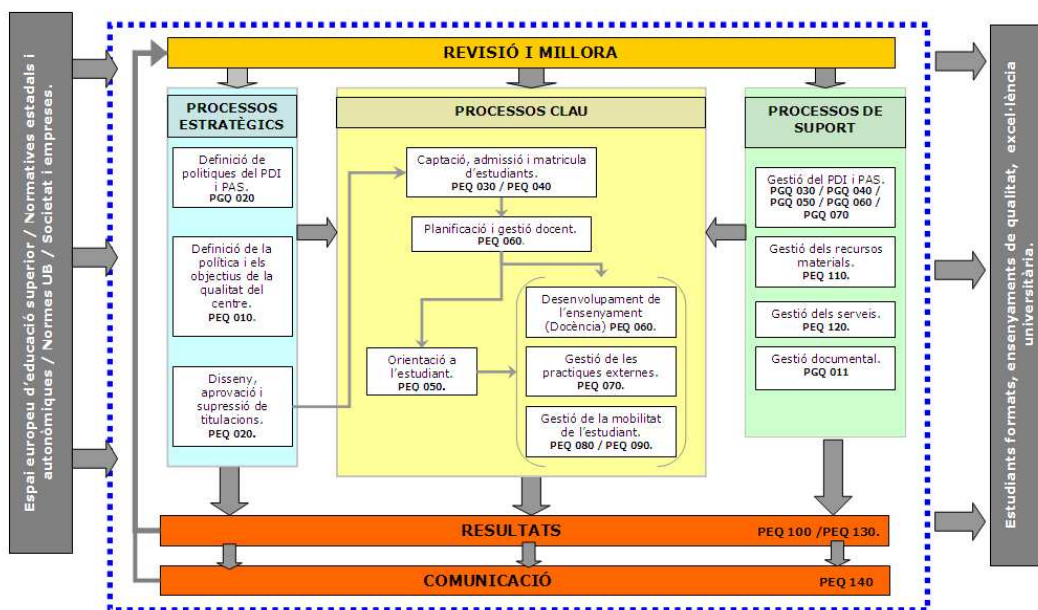 Espai europeu d'educació superior / Normatives estadals i
autonòmiques / Normes UB / Societat i empreses.
REVISIÓ I MILLORA
PROCESSOS
ESTRATÈGICS
Definició de
politiques del PDI
i PAS.
PGQ 020
Definició de la
política i els
objectius de la
qualitat del
centre.
PEQ 010.
Disseny,
aprovació i
supressió de
titulacions.
PEQ 020.
PROCESSOS CLAU
Captació, admissió i matricula
d'estudiants.
PEQ 030 / PEQ 040
Planificació i gestió docent.
PEQ 060.
Desenvolupament de
l'ensenyament
(Docència) PEQ 060.
Orientació a
l'estudiant.
PEQ 050.
Gestió de les
practiques externes.
PEQ 070.
Gestió de la mobilitat
de l'estudiant.
PEQ 080 / PEQ 090.
PROCESSOS DE
SUPORT
Gestió del PDI i PAS.
PGQ 030 / PGQ 040 /
PGQ 050 / PGQ 060 /
PGQ 070
Gestió dels recursos
materials.
PEQ 110.
Gestió dels serveis.
PEQ 120.
Gestió documental.
PGQ 011
RESULTATS
PEQ 100 /PEQ 130.
COMUNICACIÓ
PEQ 140
Estudiants formats, ensenyaments de qualitat, excel·lència
universitària.